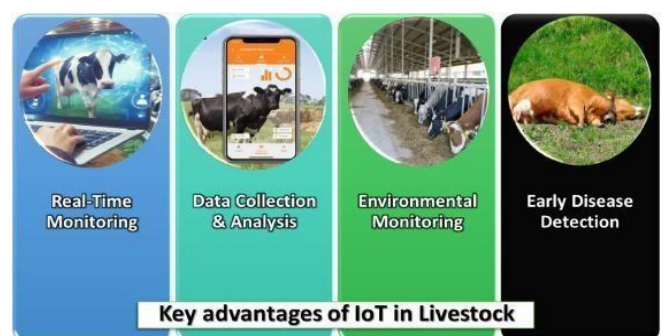 Real-Time
Monitoring
Data Collection
& Analysis
Environmental
Monitoring
Early Disease
Detection
Key advantages of IoT in Livestock